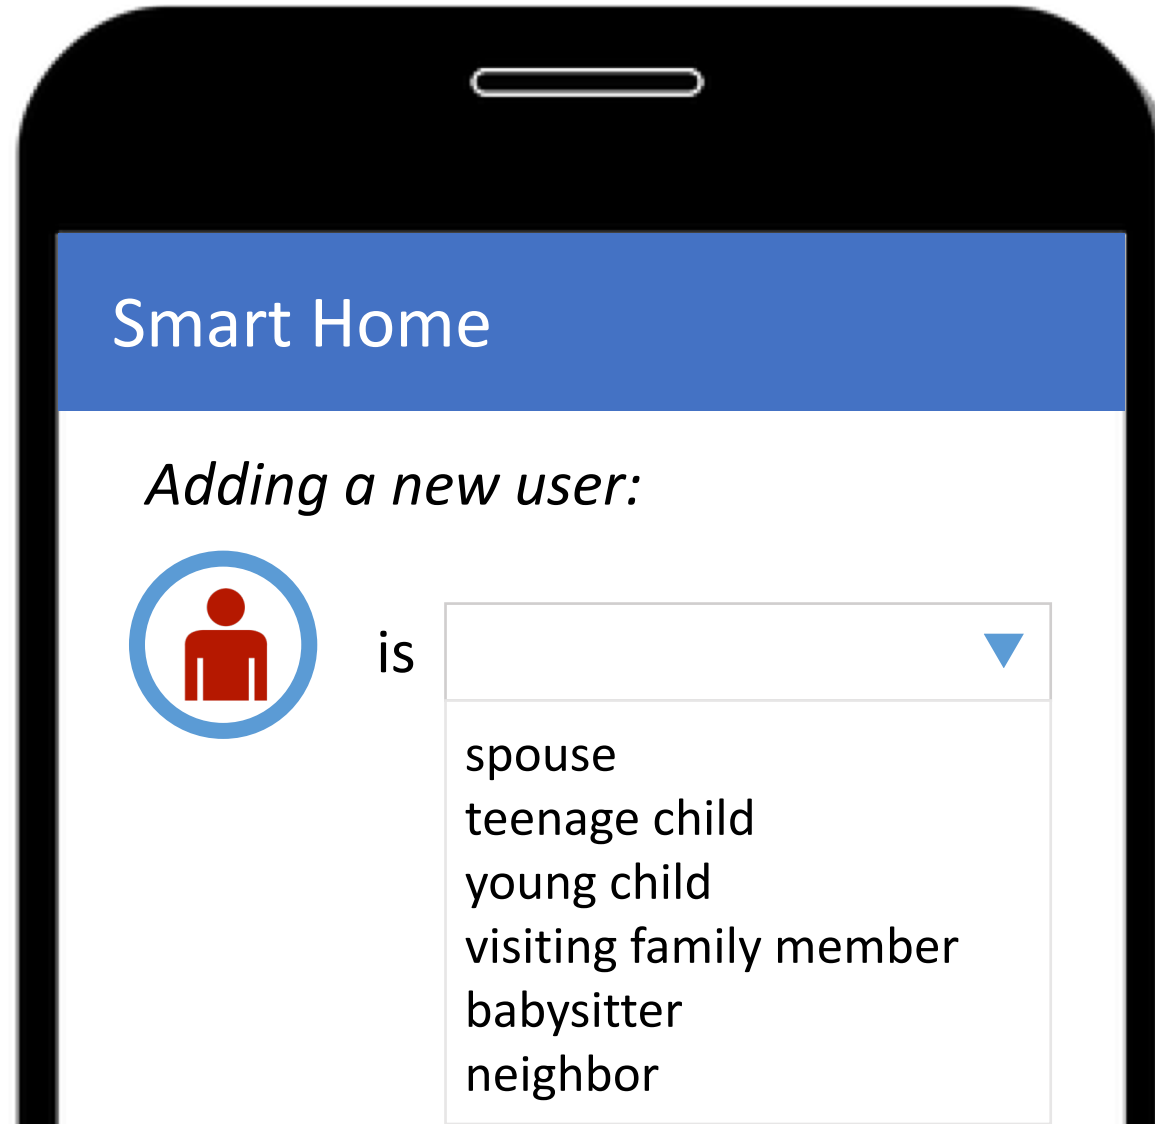 Smart Home
Adding a new user:
is
spouse
teenage child
young child
visiting family member
babysitter
neighbor